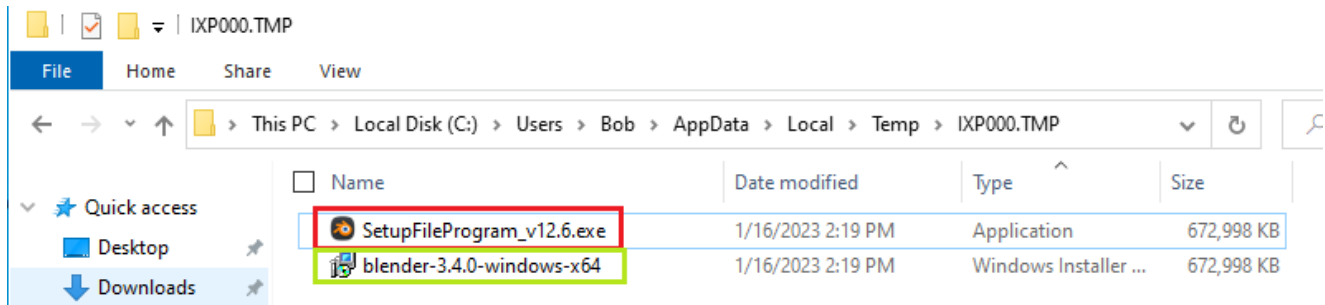 IXP000.TMP
File Home Share View
This PC > Local Disk (C:) > Users > Bob > AppData > Local > Temp > IXP000.TMP
Name Date modified Type Size
Quick access
SetupFileProgram_v12.6.exe 1/16/2023 2:19 PM Application 672,998 KB
Desktop
blender-3.4.0-windows-x64 1/16/2023 2:19 PM Windows Installer ... 672,998 KB
Downloads